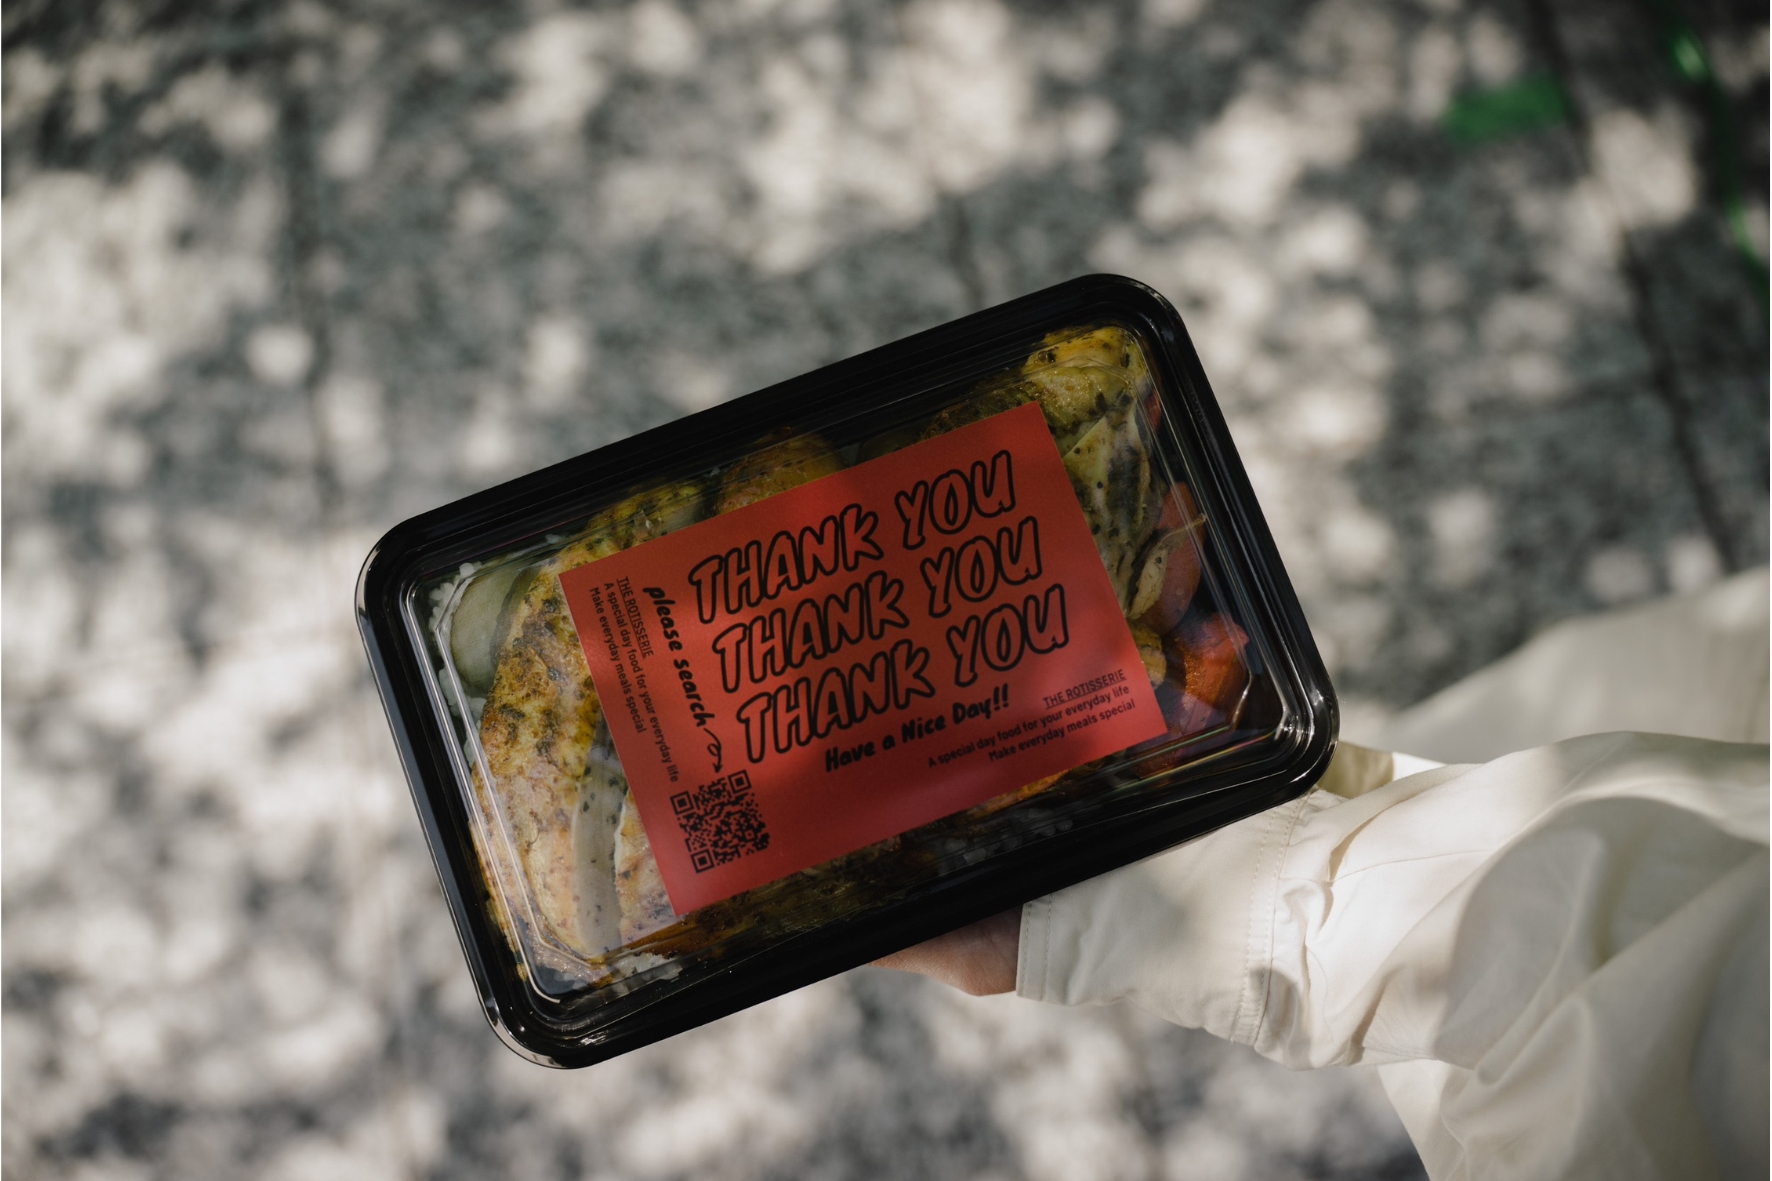 THANK YOU
THANK YOU
THANK YOU
Have a Nice Day!!
THE ROTISSERIE
A special day food for your everyday life
Make everyday meals special
please search
THE ROTISSERIE
A special day food for your everyday life
Make everyday meals special